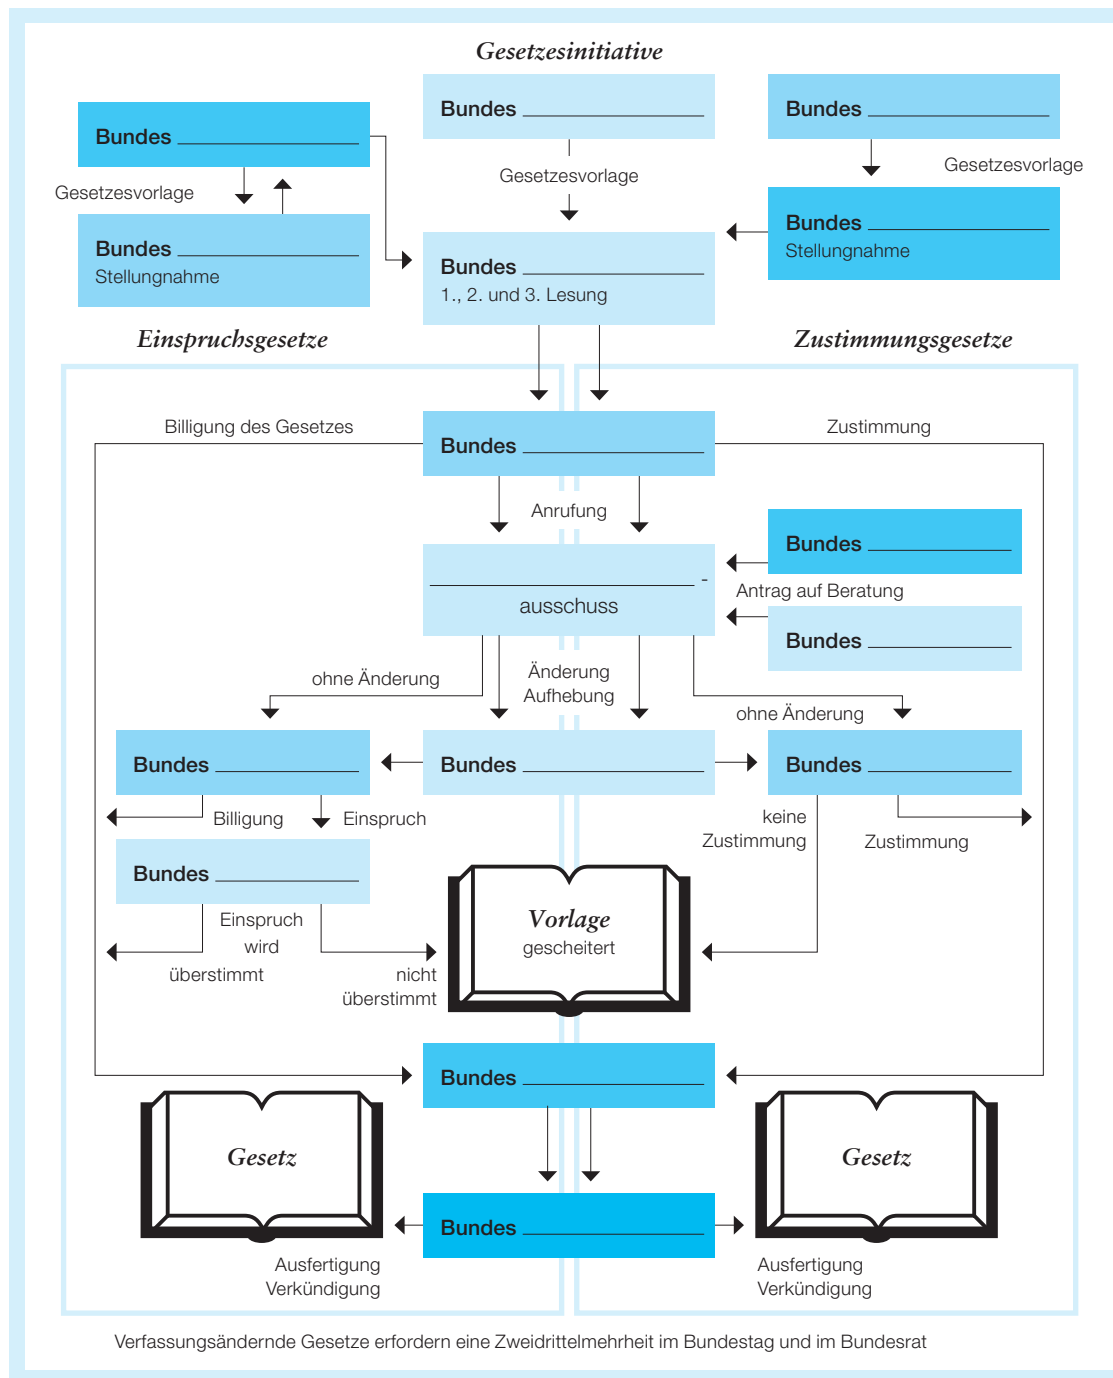 Gesetzesinitiative
Bundes
Bundes
Bundes
Gesetzesvorlage
Gesetzesvorlage
Gesetzesvorlage
Bundes
Stellungnahme
Bundes
1., 2. und 3. Lesung
Bundes
Stellungnahme
Einspruchsgesetze
Zustimmungsgesetze
Billigung des Gesetzes
Bundes
Zustimmung
Anrufung
-
ausschuss
Bundes
Antrag auf Beratung
Bundes
ohne Änderung
Änderung
Aufhebung
ohne Änderung
Bundes
Bundes
Bundes
Billigung
Einspruch
keine
Zustimmung
Zustimmung
Bundes
Einspruch
wird
überstimmt
nicht
überstimmt
Vorlage
gescheitert
Bundes
Gesetz
Gesetz
Bundes
Ausfertigung
Verkündigung
Ausfertigung
Verkündigung
Verfassungsändernde Gesetze erfordern eine Zweidrittelmehrheit im Bundestag und im Bundesrat